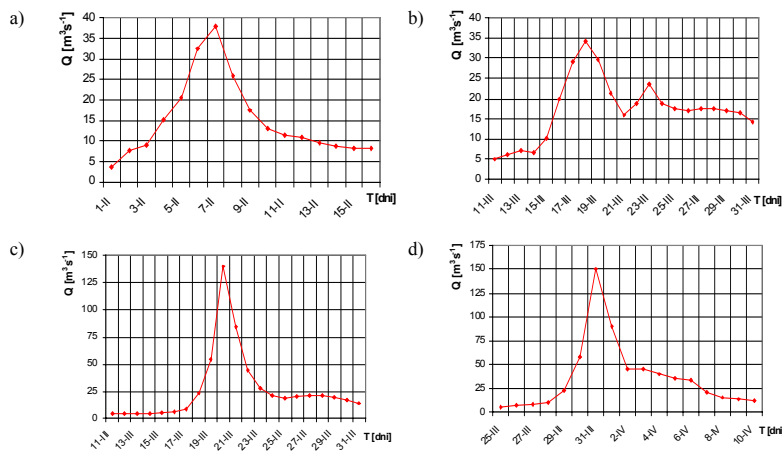 a)
Q [m³s⁻¹]
40
35
30
25
20
15
10
5
0
1-II 3-II 5-II 7-II 9-II 11-II 13-II 15-II
T [dni]
b)
Q [m³s⁻¹]
40
35
30
25
20
15
10
5
0
11-III 13-III 15-III 17-III 19-III 21-III 23-III 25-III 27-III 29-III 31-III
T [dni]
c)
Q [m³s⁻¹]
150
125
100
75
50
25
0
11-III 13-III 15-III 17-III 19-III 21-III 23-III 25-III 27-III 29-III 31-III
T [dni]
d)
Q [m³s⁻¹]
175
150
125
100
75
50
25
0
25-III 27-III 29-III 31-III 2-IV 4-IV 6-IV 8-IV 10-IV
T [dni]